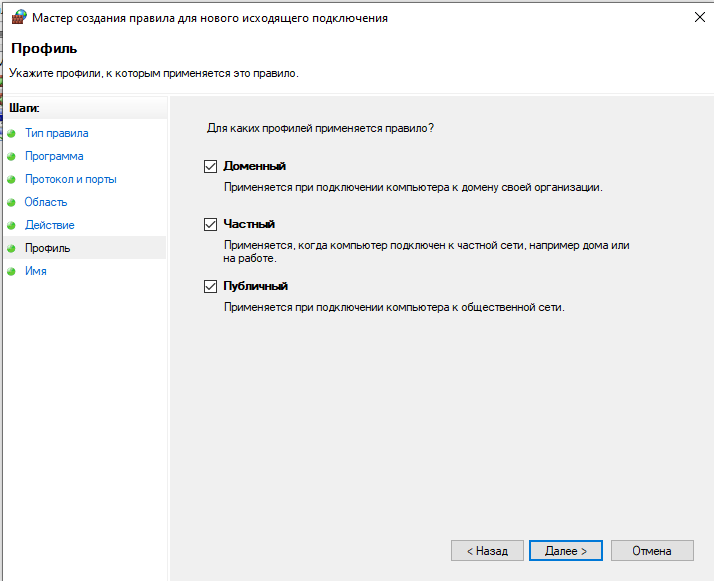 Мастер создания правила для нового исходящего подключения
Профиль
Укажите профили, к которым применяется это правило.
Шаги:
Тип правила
Программа
Протокол и порты
Область
Действие
Профиль
Имя
Для каких профилей применяется правило?
Доменный
Применяется при подключении компьютера к домену своей организации.
Частный
Применяется, когда компьютер подключен к частной сети, например дома или
на работе.
Публичный
Применяется при подключении компьютера к общественной сети.
< Назад
Далее >
Отмена